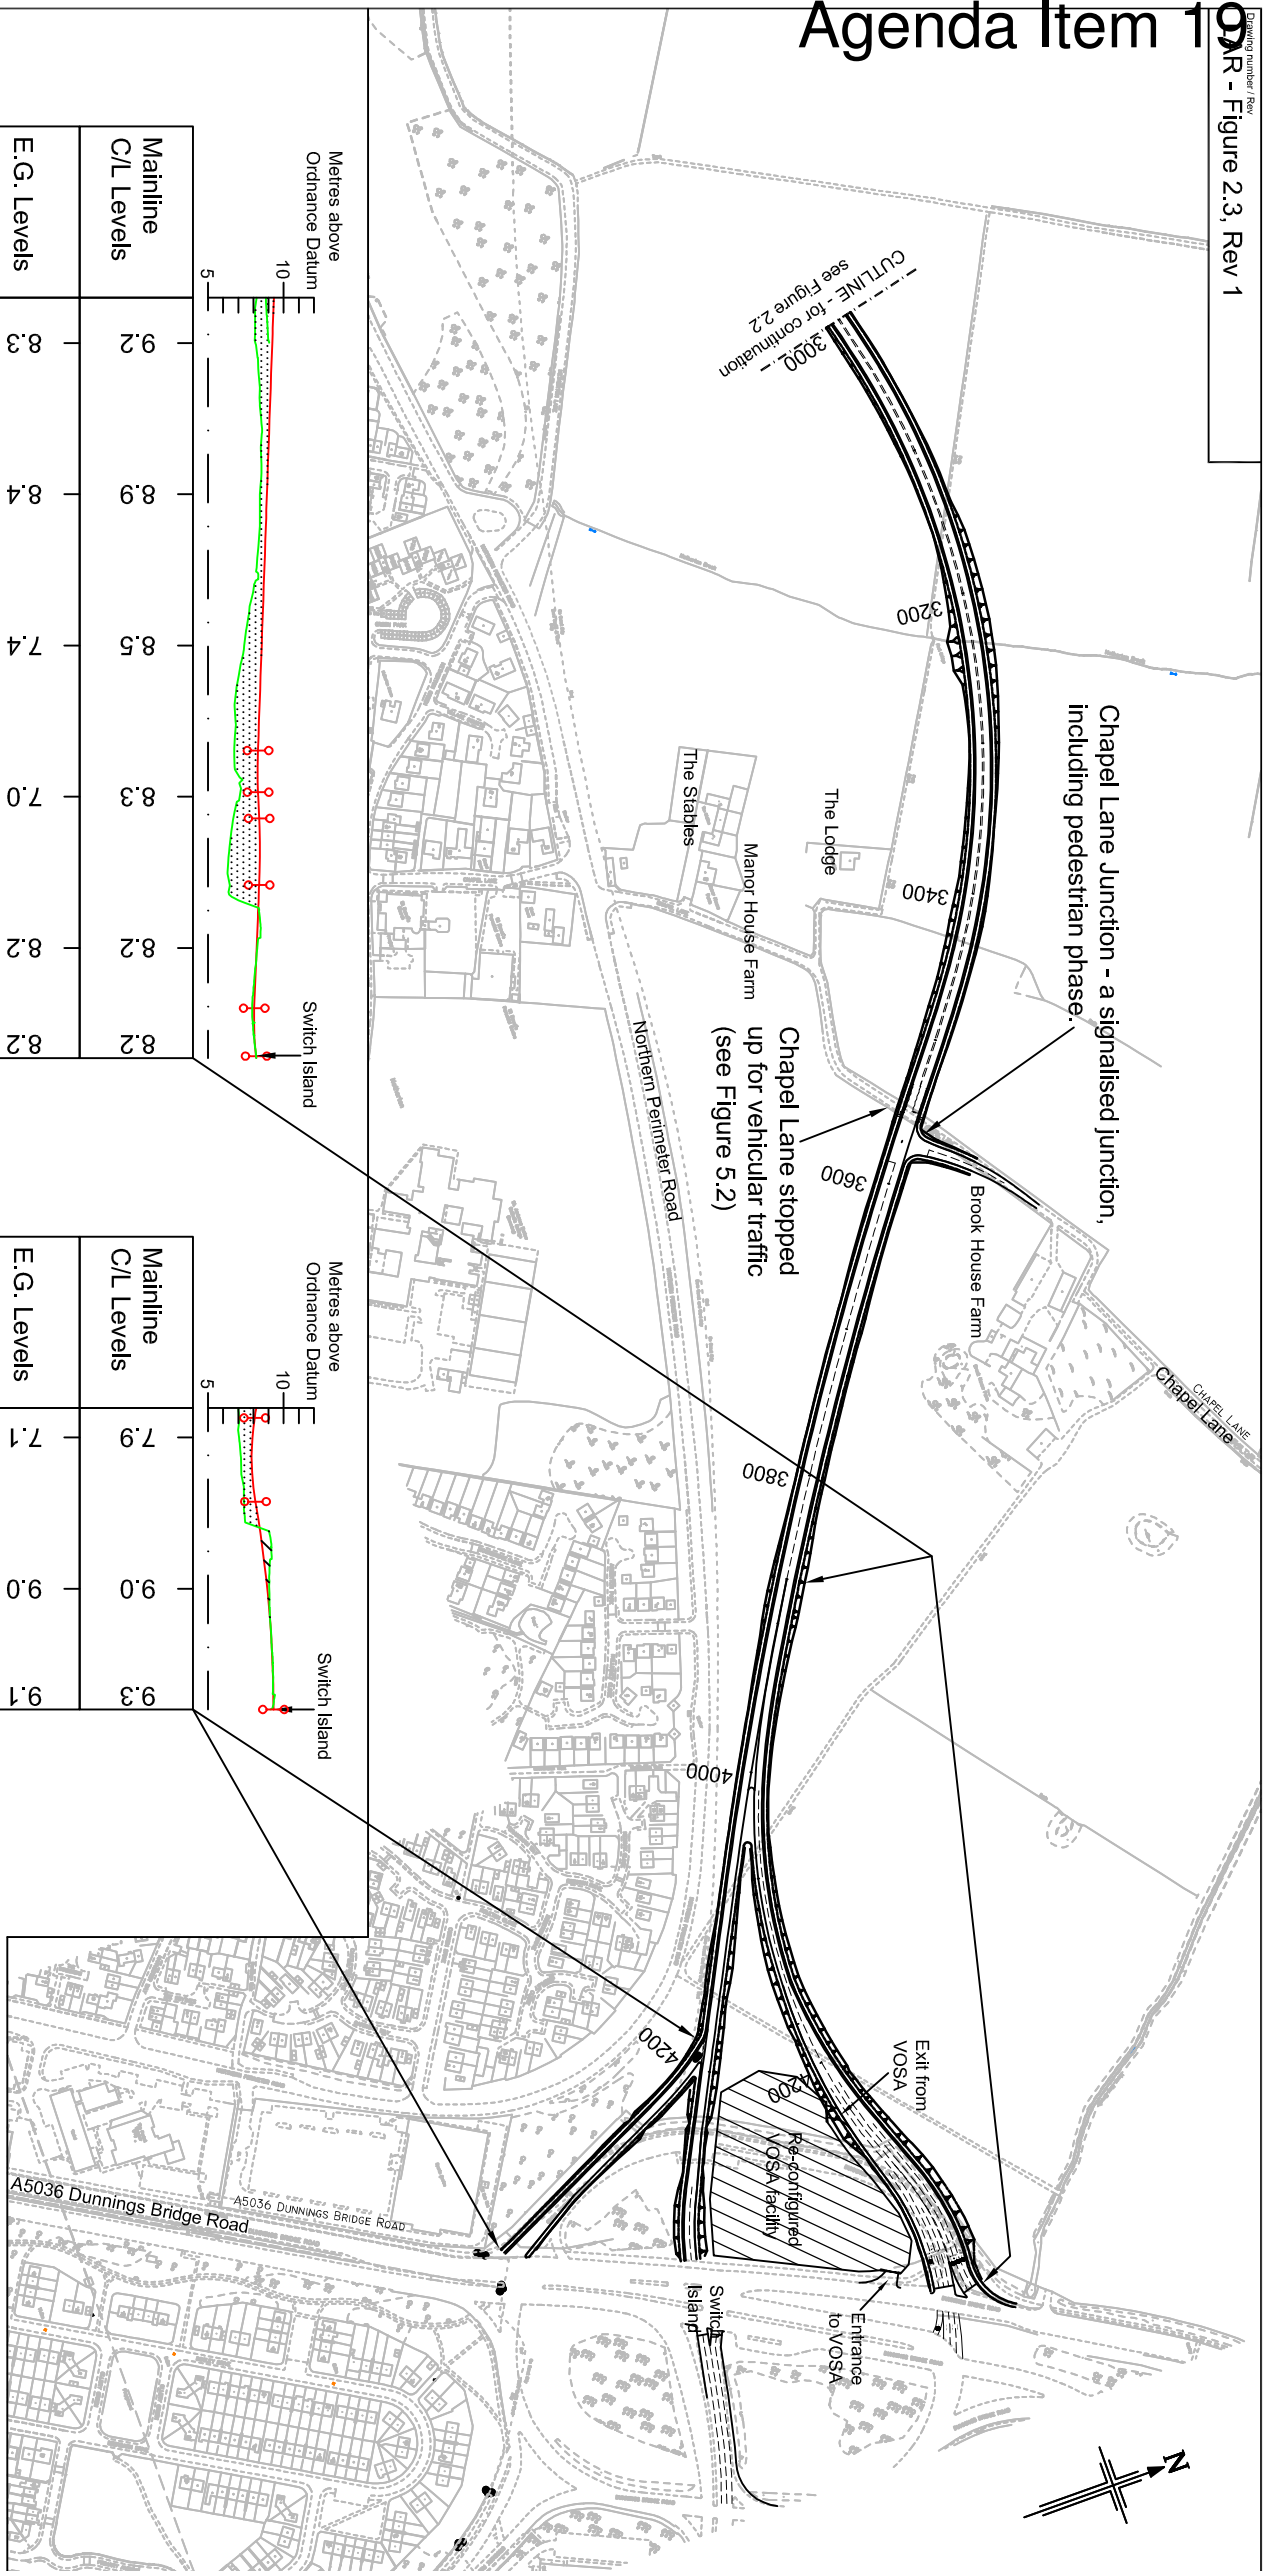 Agenda Item 19
Drawing number / Rev
AR - Figure 2.3, Rev 1
CUTLINE - for continuation
see Figure 2.2
3000
3200
3400
3600
3800
4000
4200
4200
Chapel Lane Junction - a signalised junction,
including pedestrian phase.
The Stables
Manor House Farm
The Lodge
Northern Perimeter Road
Chapel Lane stopped
up for vehicular traffic
(see Figure 5.2)
Brook House Farm
CHAPEL LANE
Chapel Lane
Exit from
VOSA
Re-configured
VOSA facility
Entrance
to VOSA
Switch
Island
A5036 Dunnings Bridge Road
A5036 DUNNINGS BRIDGE ROAD
N
Metres above
Ordnance Datum
10
5
Switch Island
Mainline
C/L Levels
9.2
8.9
8.5
8.3
8.2
8.2
E.G. Levels
8.3
8.4
7.4
7.0
8.2
8.2
Metres above
Ordnance Datum
10
5
Switch Island
Mainline
C/L Levels
7.9
9.0
9.3
E.G. Levels
7.1
9.0
9.1